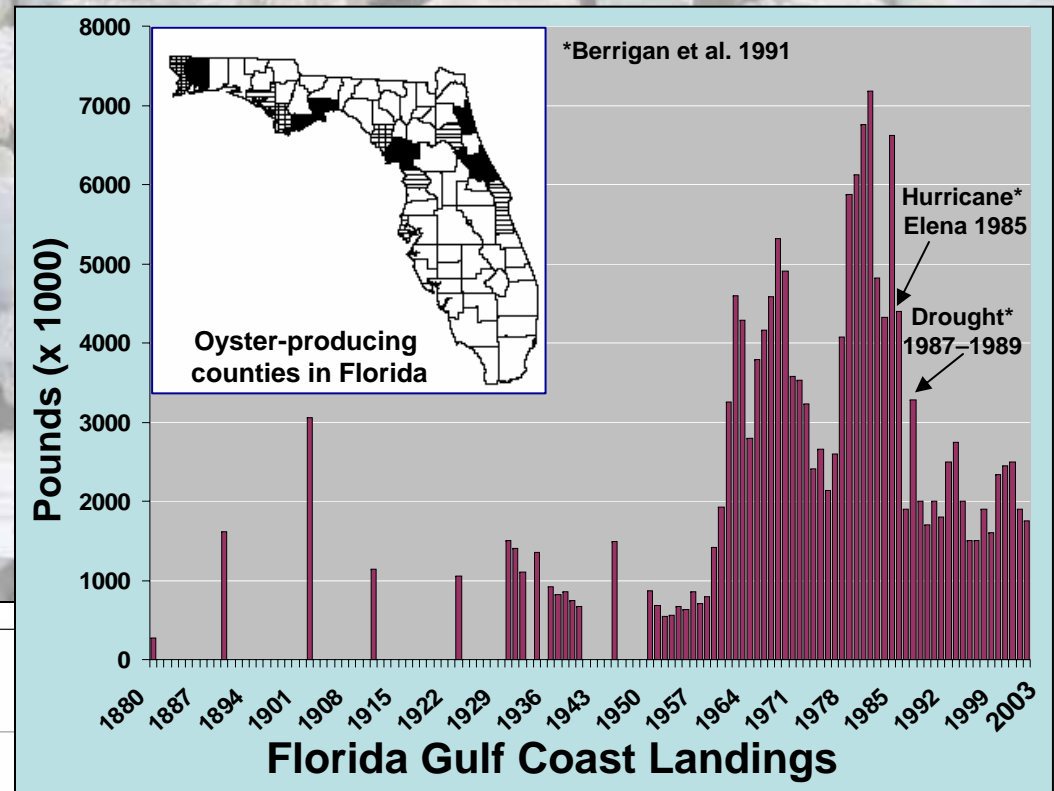 8000
7000
6000
5000
4000
3000
2000
1000
0
Pounds (x 1000)
*Berrigan et al. 1991
Oyster-producing
counties in Florida
Hurricane*
Elena 1985
Drought*
1987–1989
1880 1887 1894 1901 1908 1915 1922 1929 1936 1943 1950 1957 1964 1971 1978 1985 1992 1999 2003
Florida Gulf Coast Landings